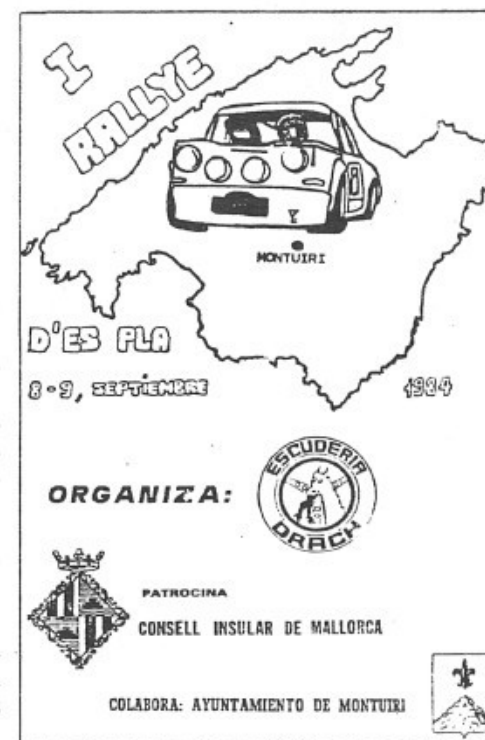 I
RALLYE
MONTUIRI
D'ES PLA
8-9, SEPTIEMBRE 1984
ORGANIZA:
ESCUDERIA
DRACH
PATROCINA
CONSELL INSULAR DE MALLORCA
COLABORA: AYUNTAMIENTO DE MONTUIRI